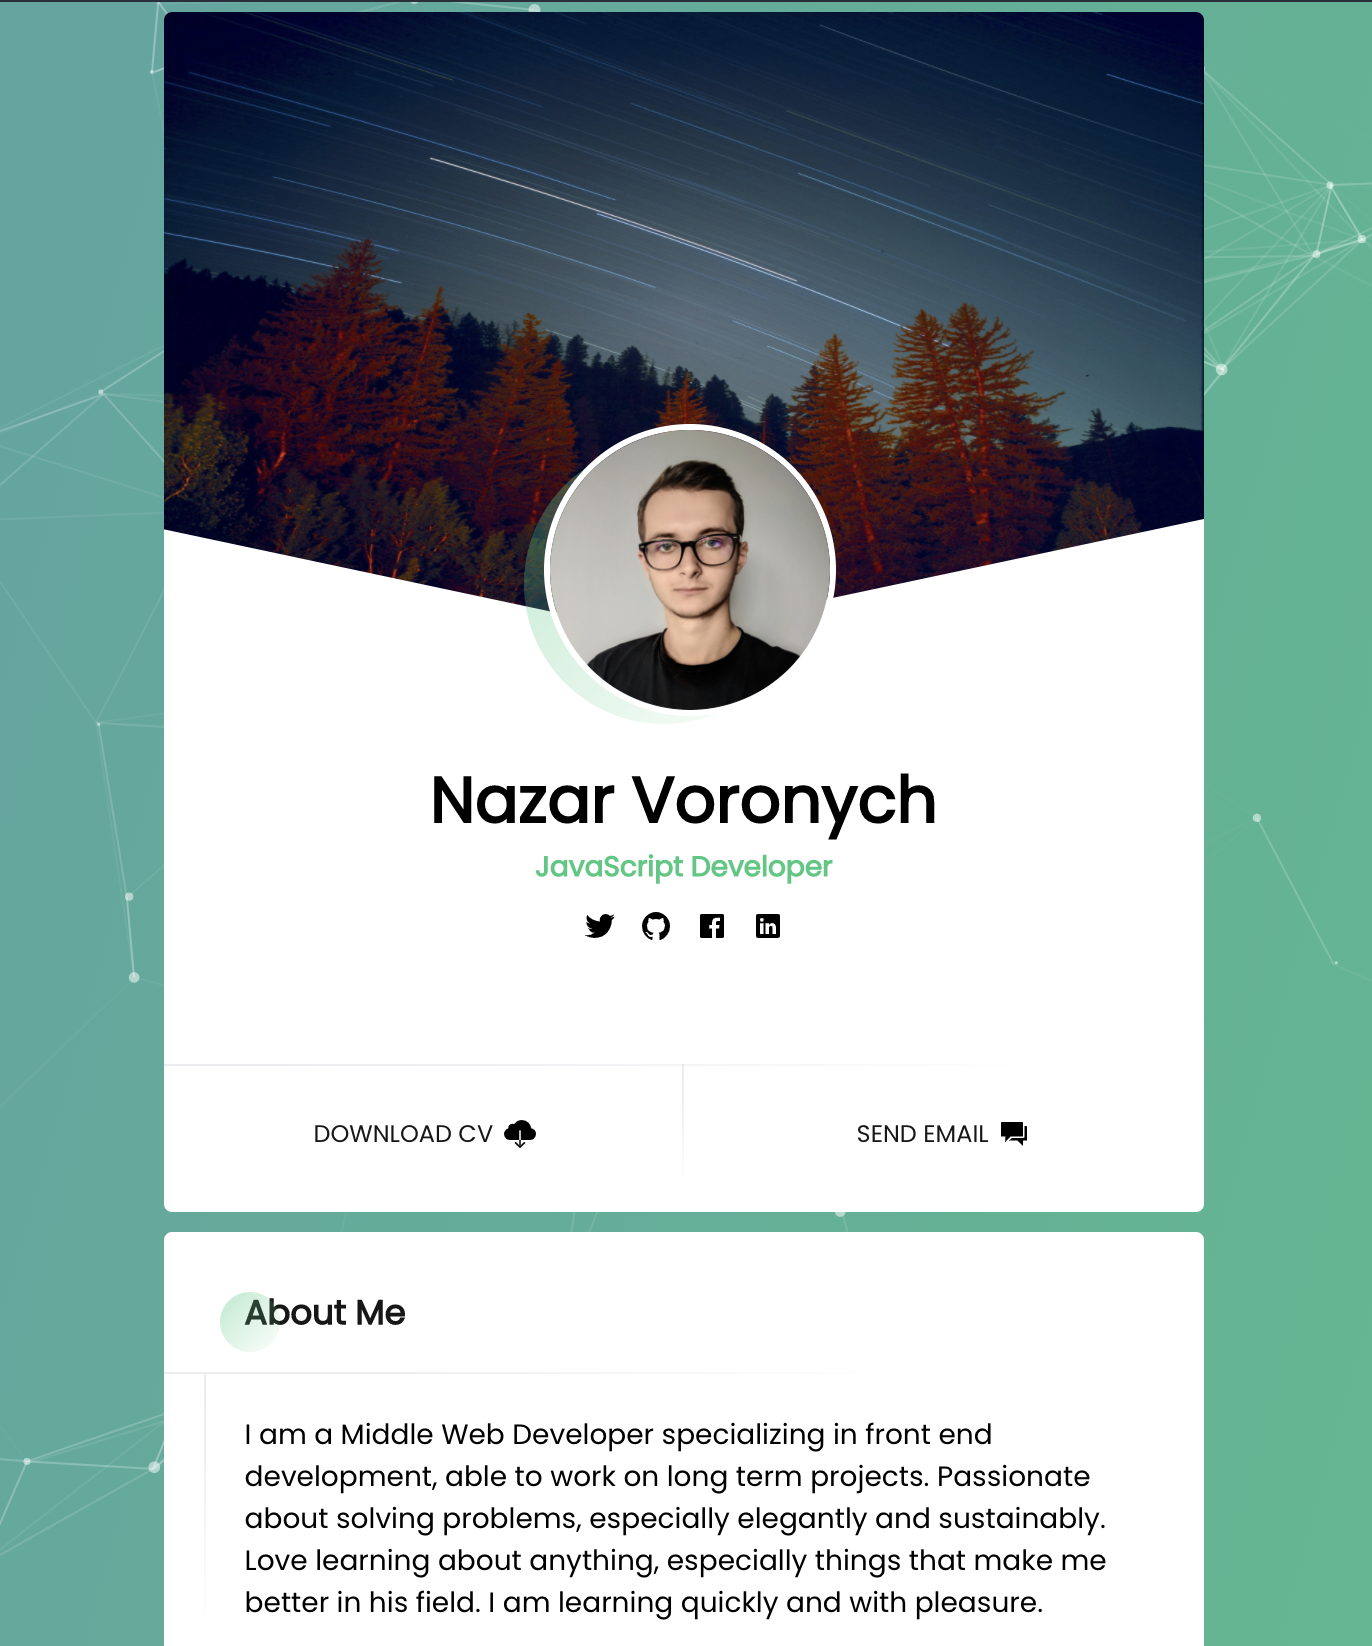 Nazar Voronych
JavaScript Developer
DOWNLOAD CV
SEND EMAIL
About Me
I am a Middle Web Developer specializing in front end
development, able to work on long term projects. Passionate
about solving problems, especially elegantly and sustainably.
Love learning about anything, especially things that make me
better in his field. I am learning quickly and with pleasure.